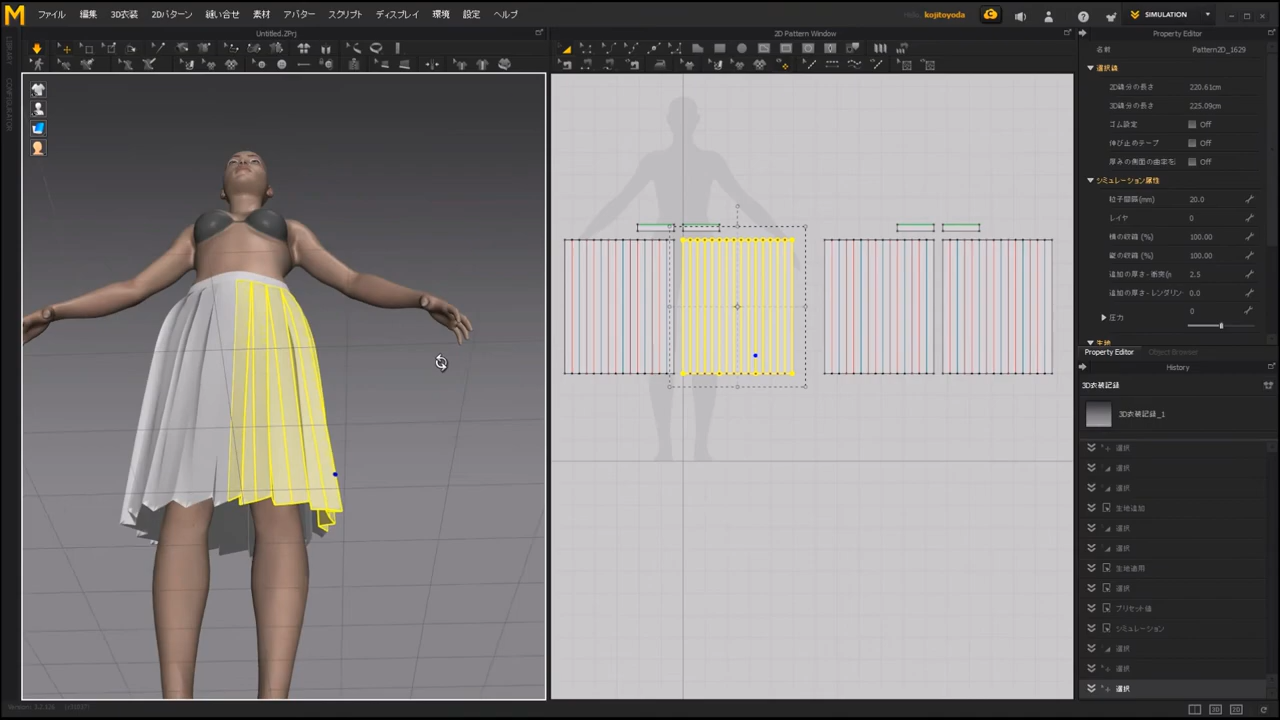 M ファイル 編集 3D衣装 2Dパターン 縫い合せ 素材 アバター スクリプト ディスプレイ 環境 設定 ヘルプ
kojitoyoda
SIMULATION
Untitled.ZPrj
2D Pattern Window
Property Editor
LIBRARY
CONFIGURATOR
名前 Pattern2D_1629
選択線
2D線分の長さ 220.61cm
3D線分の長さ 225.09cm
ゴム設定 Off
伸び止めテープ Off
厚みの側面の曲率を Off
シミュレーション属性
粒子間隔(mm) 20.0
レイヤ 0
横の収縮 (%) 100.00
縦の収縮 (%) 100.00
追加の厚さ - 衝突(m 2.5
追加の厚さ - レンダリン 0.0
圧力 0
生地
Property Editor Object Browser
History
3D衣装記録
3D衣装記録_1
選択
選択
選択
生地追加
選択
選択
生地適用
選択
プリセット値
シミュレーション
選択
選択
選択